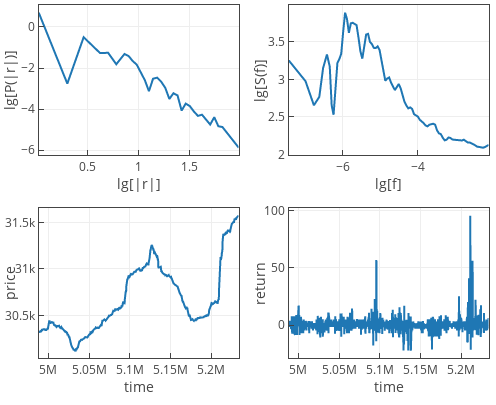 0
−2
−4
−6
0.5
1
1.5
lg[P(|r|)]
lg[|r|]
3.5
3
2.5
2
−6
−4
lg[S(f)]
lg[f]
31.5k
31k
30.5k
5M
5.05M
5.1M
5.15M
5.2M
price
time
100
50
0
5M
5.05M
5.1M
5.15M
5.2M
return
time